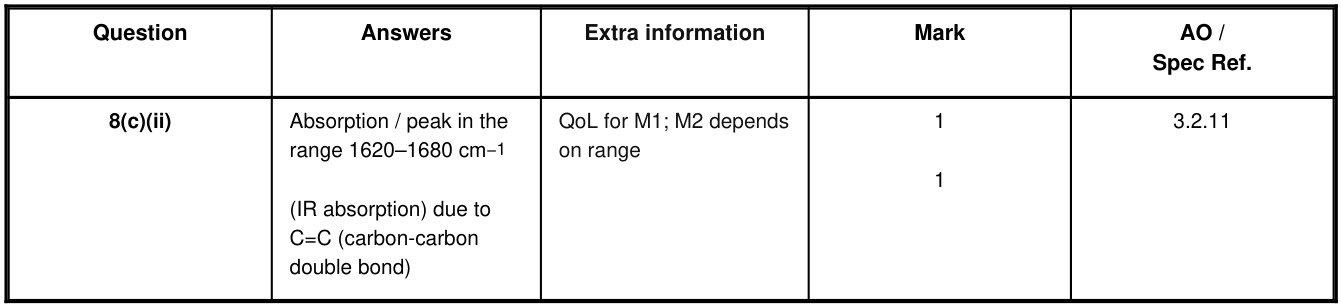 Question Answers Extra information Mark AO /
Spec Ref.
8(c)(ii) Absorption / peak in the QoL for M1; M2 depends 1 3.2.11
range 1620–1680 cm−1 on range
1
(IR absorption) due to
C=C (carbon-carbon
double bond)